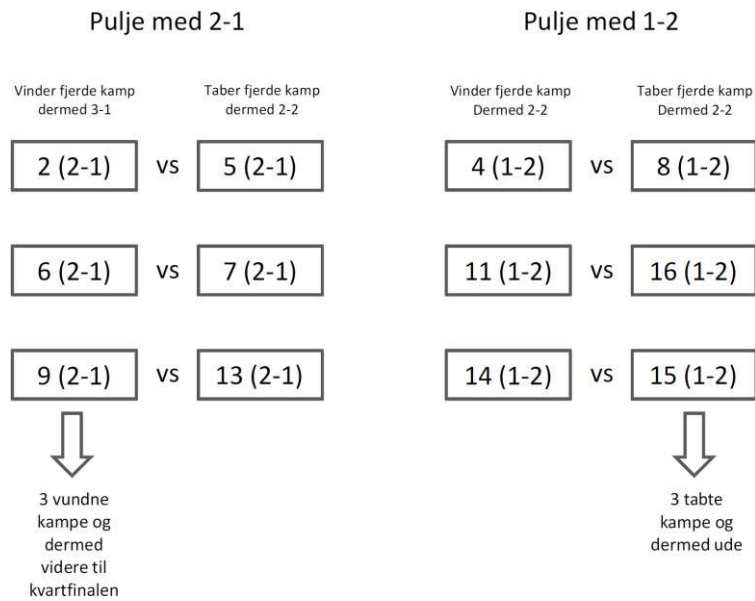 Pulje med 2-1
Vinder fjerde kamp
dermed 3-1
Taber fjerde kamp
dermed 2-2
2 (2-1) vs 5 (2-1)
6 (2-1) vs 7 (2-1)
9 (2-1) vs 13 (2-1)
3 vundne
kampe og
dermed
videre til
kvartfinalen
Pulje med 1-2
Vinder fjerde kamp
Dermed 2-2
Taber fjerde kamp
Dermed 2-2
4 (1-2) vs 8 (1-2)
11 (1-2) vs 16 (1-2)
14 (1-2) vs 15 (1-2)
3 tabte
kampe og
dermed ude